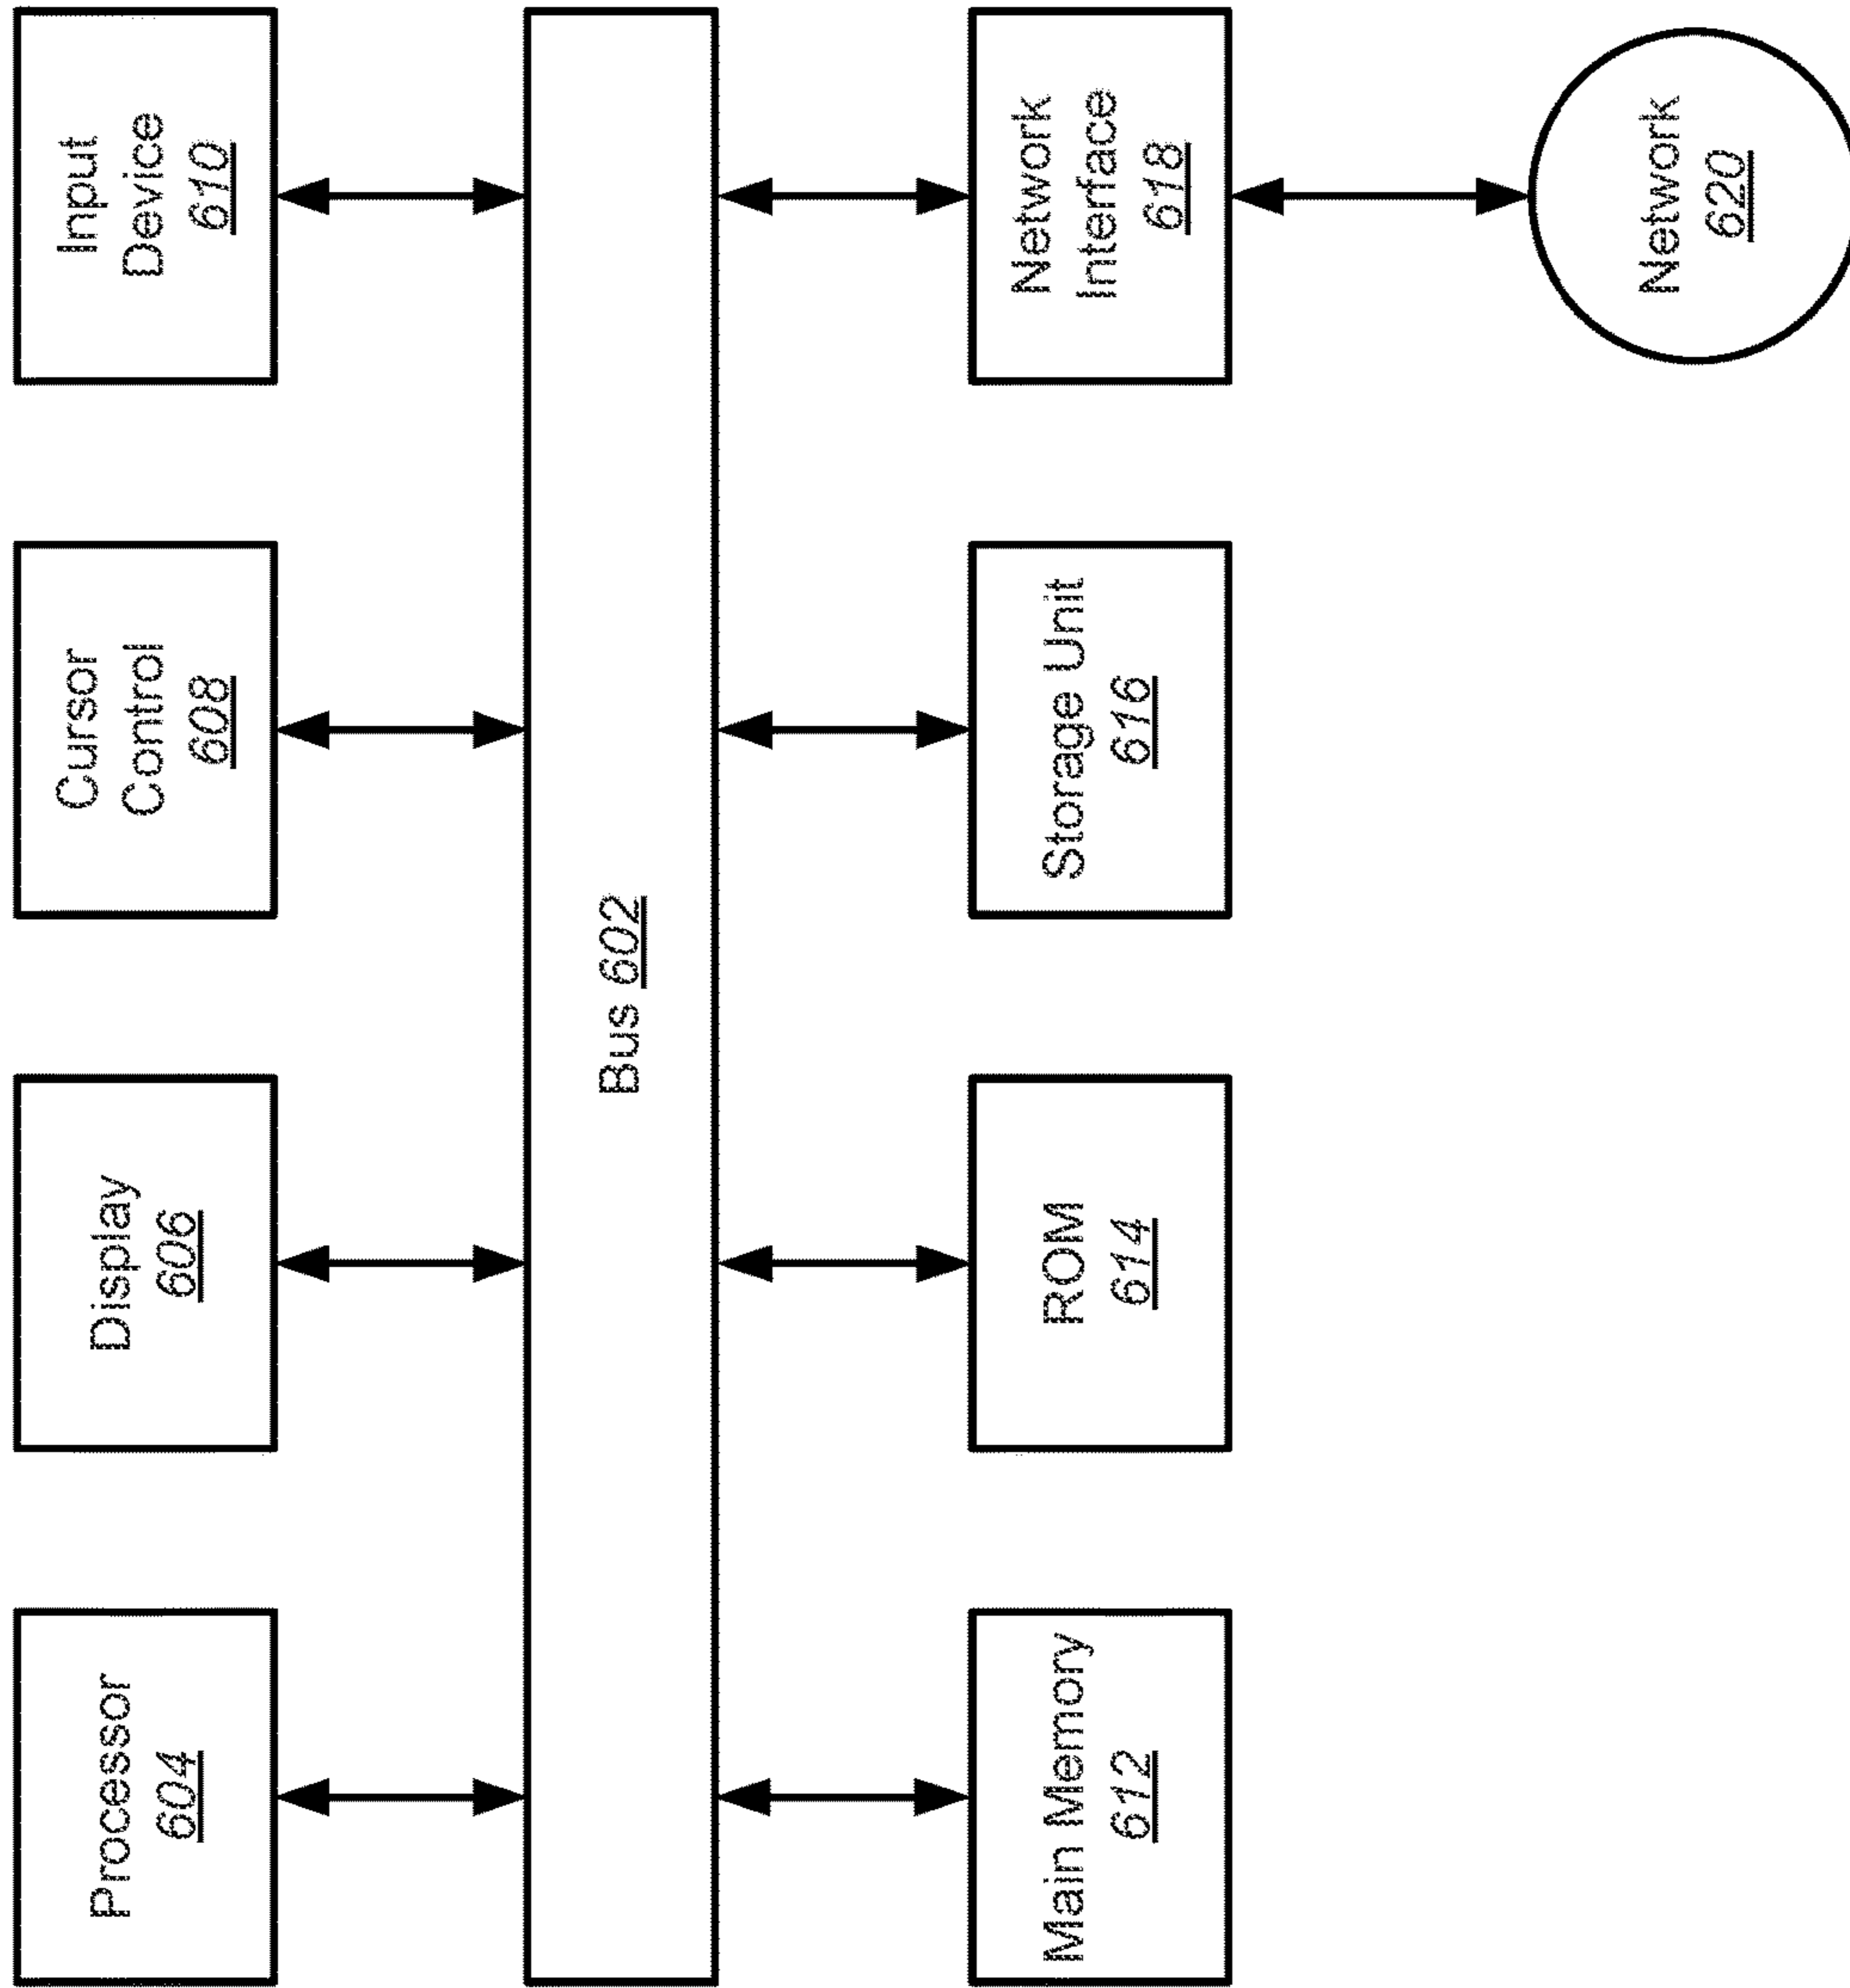 Processor
604
Display
606
Cursor
Control
608
Input
Device
610
Bus 602
Main Memory
612
ROM
614
Storage Unit
616
Network
Interface
618
Network
620